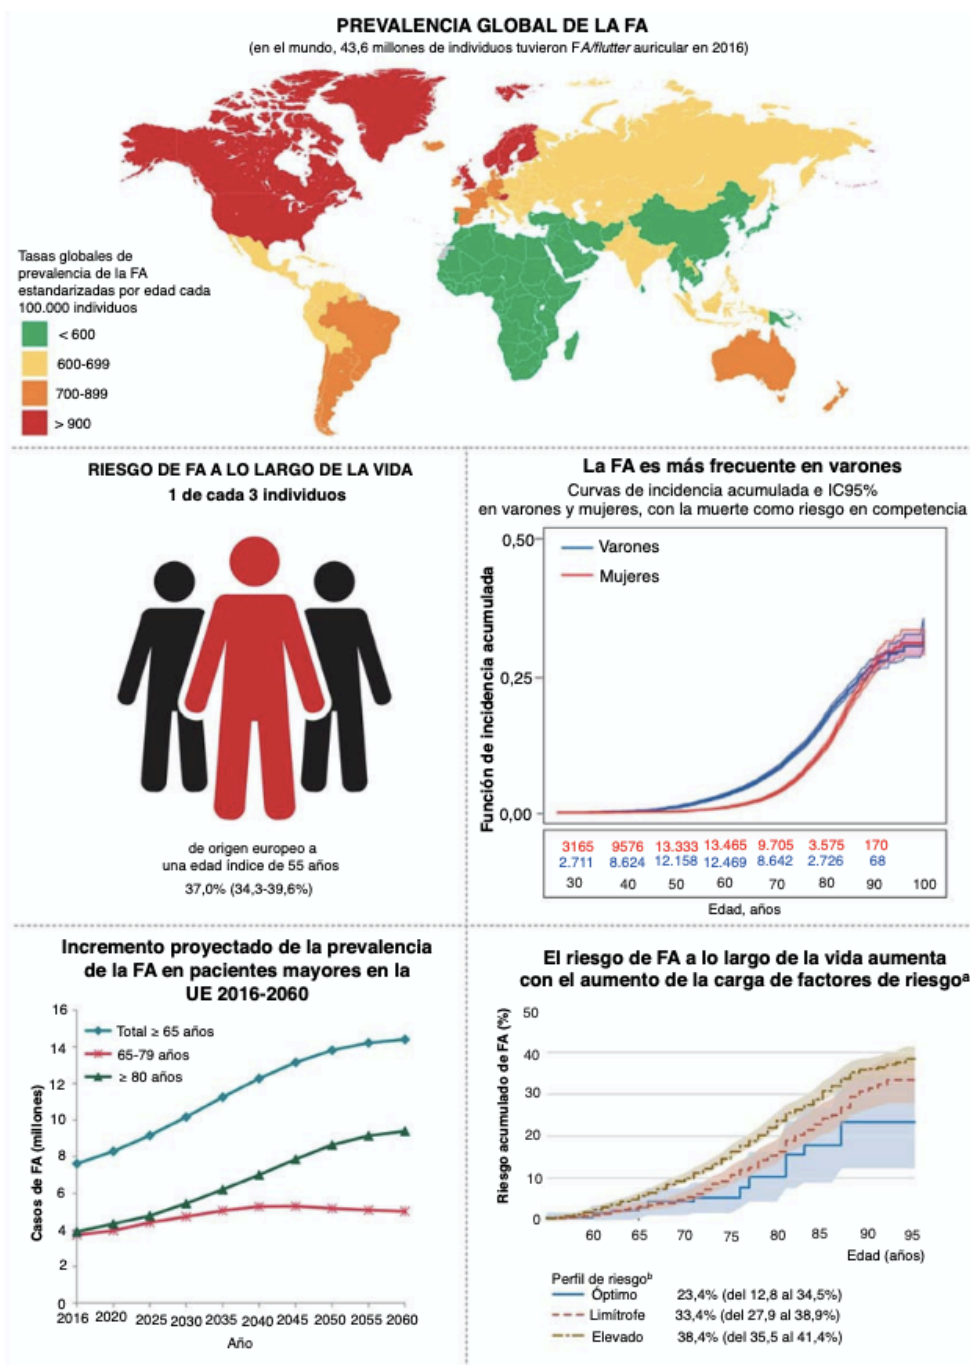 PREVALENCIA GLOBAL DE LA FA
(en el mundo, 43,6 millones de individuos tuvieron FA/flutter auricular en 2016)
Tasas globales de
prevalencia de la FA
estandarizadas por edad cada
100.000 individuos
< 600
600-699
700-899
> 900
RIESGO DE FA A LO LARGO DE LA VIDA
1 de cada 3 individuos
de origen europeo a
una edad índice de 55 años
37,0% (34,3-39,6%)
La FA es más frecuente en varones
Curvas de incidencia acumulada e IC95%
en varones y mujeres, con la muerte como riesgo en competencia
Función de incidencia acumulada
0,50
0,25
0,00
Varones
Mujeres
3165 9576 13.333 13.465 9.705 3.575 170
2.711 8.624 12.158 12.469 8.642 2.726 68
30 40 50 60 70 80 90 100
Edad, años
Incremento proyectado de la prevalencia
de la FA en pacientes mayores en la
UE 2016-2060
Casos de FA (millones)
16
14
12
10
8
6
4
2
0
Total ≥ 65 años
65-79 años
≥ 80 años
2016 2020 2025 2030 2035 2040 2045 2050 2055 2060
Año
El riesgo de FA a lo largo de la vida aumenta
con el aumento de la carga de factores de riesgoᵃ
Riesgo acumulado de FA (%)
50
40
30
20
10
0
60 65 70 75 80 85 90 95
Edad (años)
Perfil de riesgoᵇ
Óptimo 23,4% (del 12,8 al 34,5%)
Limítrofe 33,4% (del 27,9 al 38,9%)
Elevado 38,4% (del 35,5 al 41,4%)